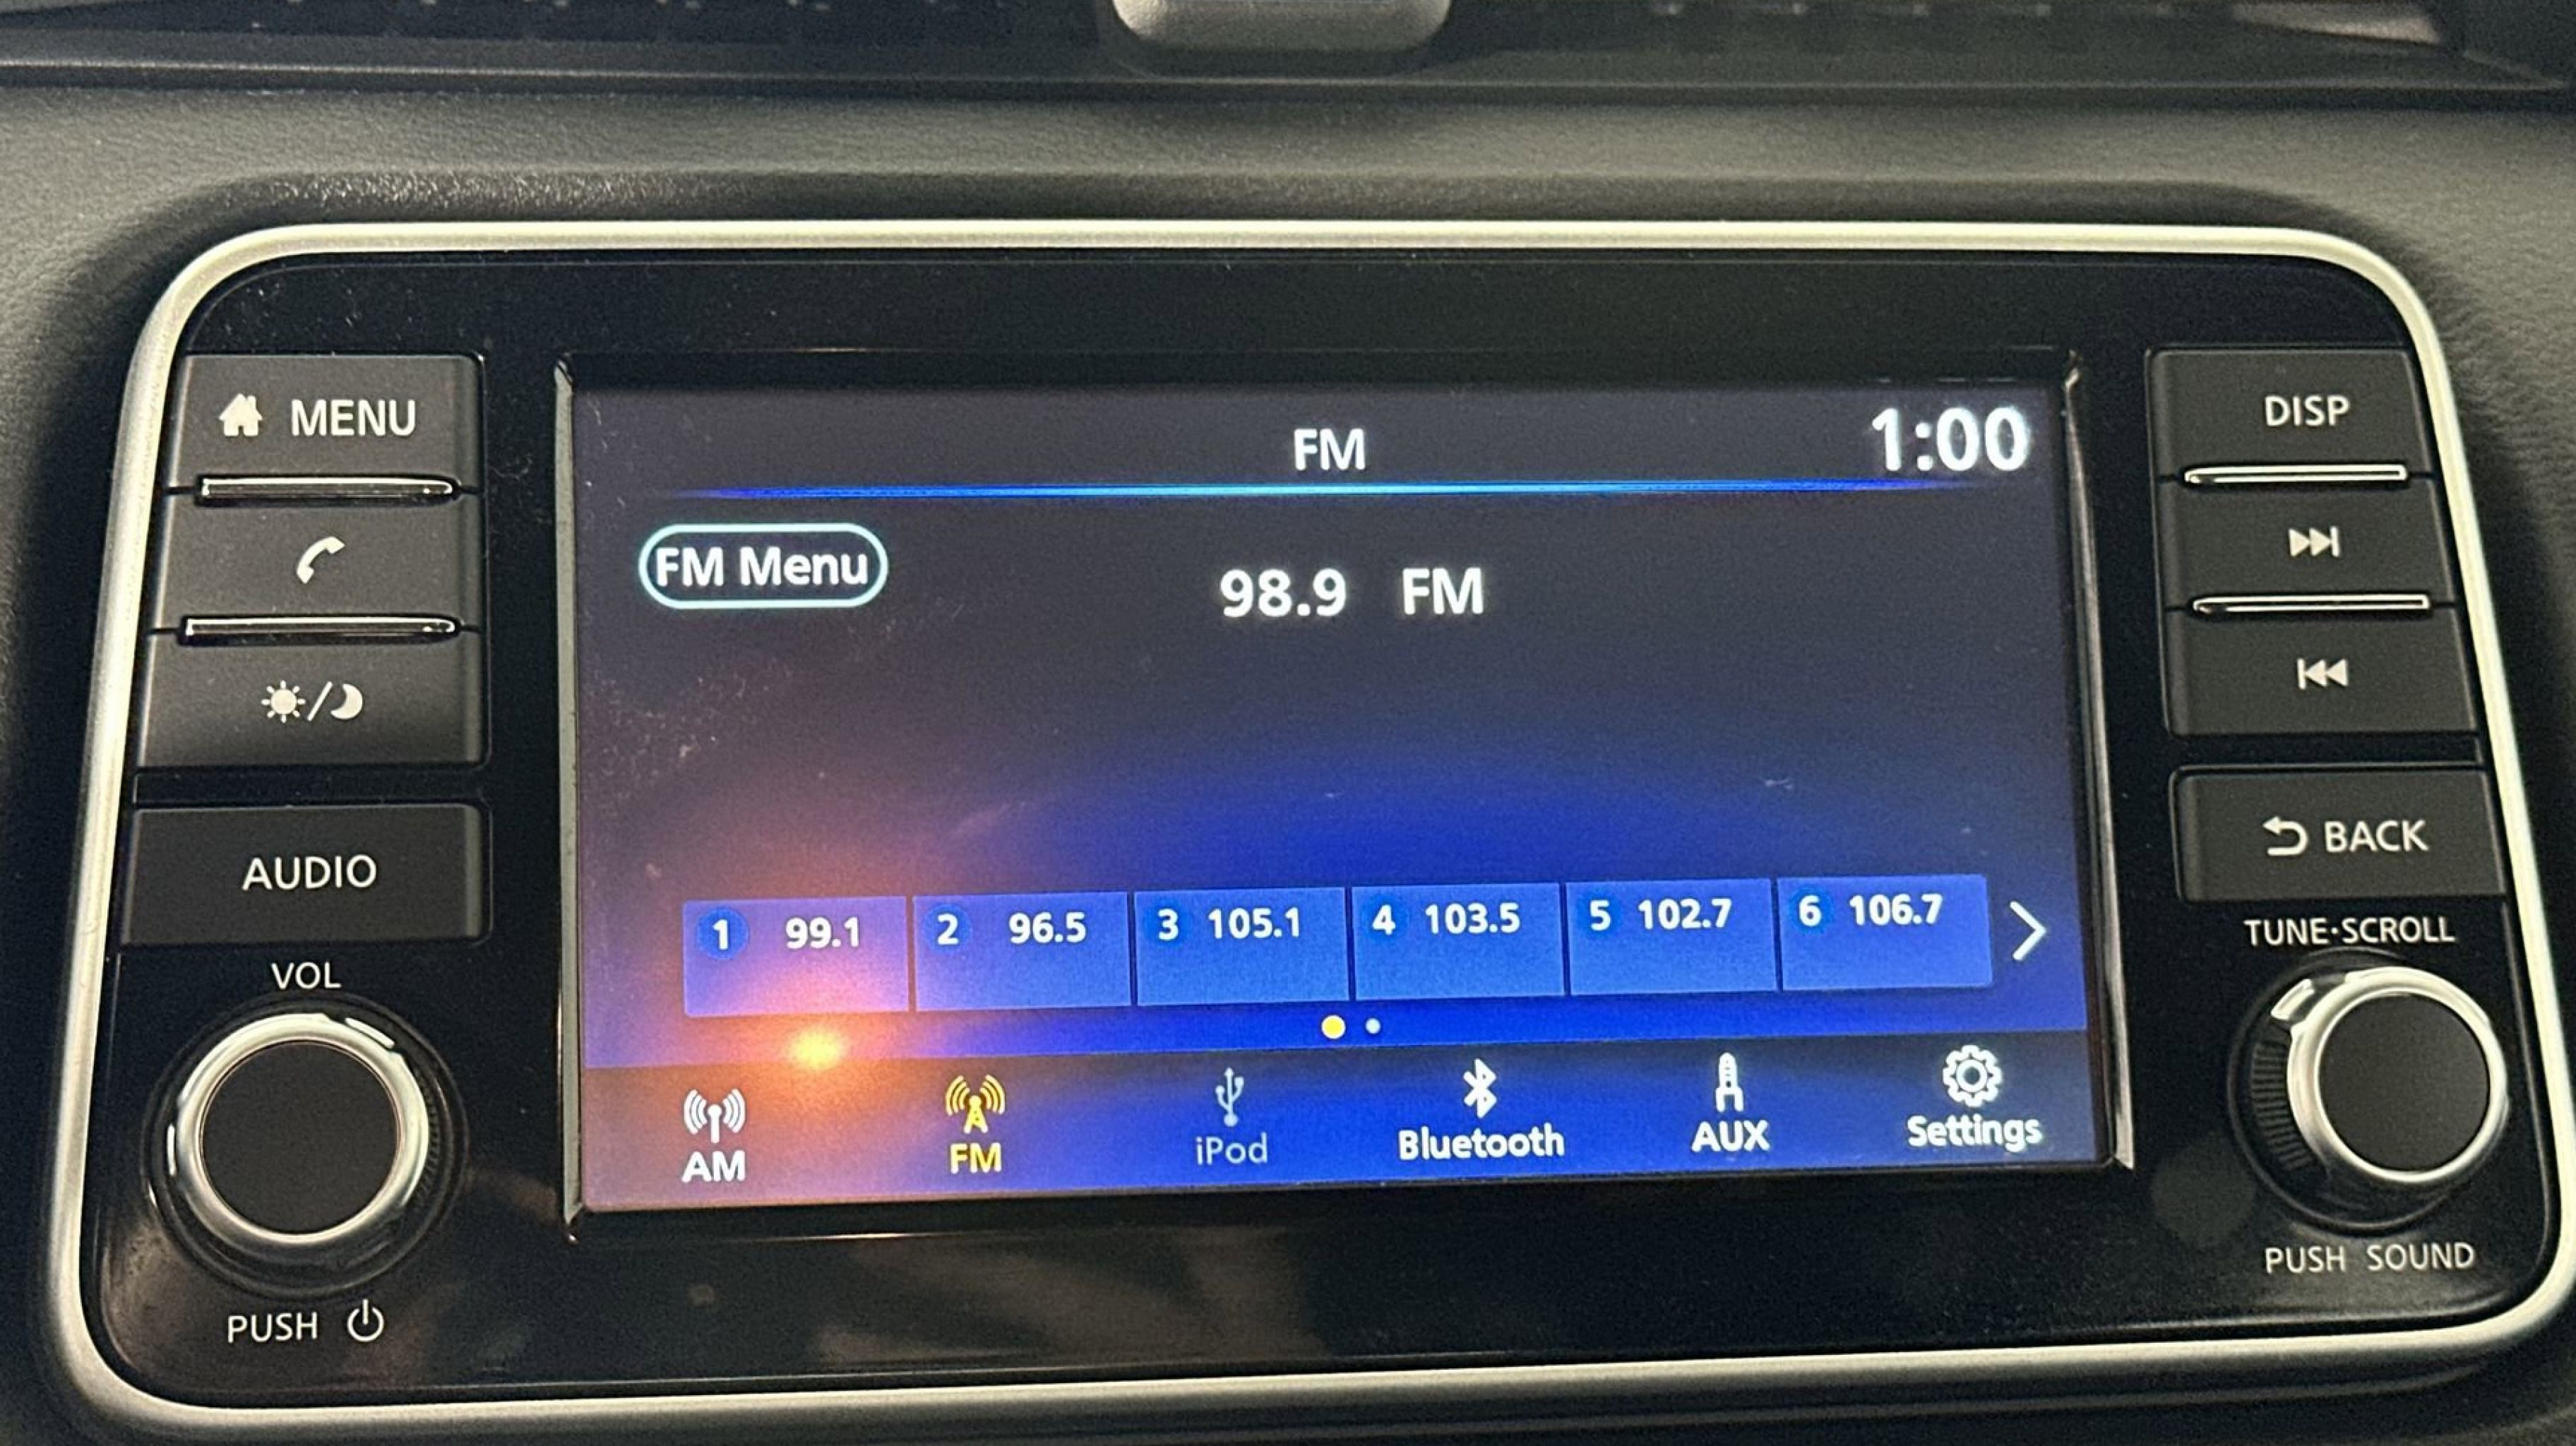 MENU
AUDIO
VOL
PUSH
FM
1:00
FM Menu
98.9 FM
1 99.1
2 96.5
3 105.1
4 103.5
5 102.7
6 106.7
AM
FM
iPod
Bluetooth
AUX
Settings
DISP
BACK
TUNE·SCROLL
PUSH SOUND